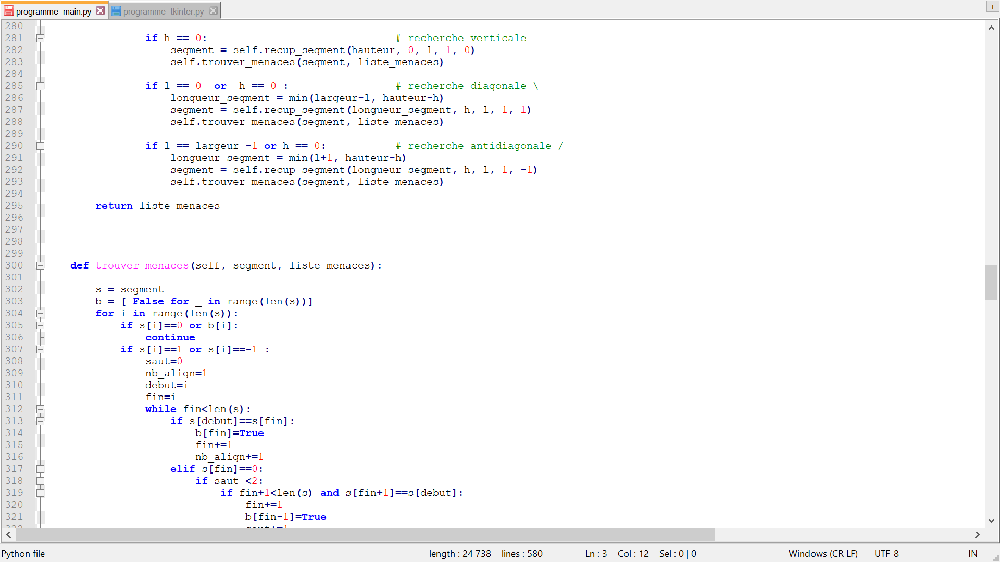 programme_main.py programme_tkinter.py +
280
281 if h == 0: # recherche verticale
282 segment = self.recup_segment(hauteur, 0, l, 1, 0)
283 self.trouver_menaces(segment, liste_menaces)
284
285 if l == 0 or h == 0 : # recherche diagonale \
286 longueur_segment = min(largeur-l, hauteur-h)
287 segment = self.recup_segment(longueur_segment, h, l, 1, 1)
288 self.trouver_menaces(segment, liste_menaces)
289
290 if l == largeur -1 or h == 0: # recherche antidiagonale /
291 longueur_segment = min(l+1, hauteur-h)
292 segment = self.recup_segment(longueur_segment, h, l, 1, -1)
293 self.trouver_menaces(segment, liste_menaces)
294
295 return liste_menaces
296
297
298
299
300 def trouver_menaces(self, segment, liste_menaces):
301
302 s = segment
303 b = [ False for _ in range(len(s))]
304 for i in range(len(s)):
305 if s[i]==0 or b[i]:
306 continue
307 if s[i]==1 or s[i]==-1 :
308 saut=0
309 nb_align=1
310 debut=i
311 fin=i
312 while fin<len(s):
313 if s[debut]==s[fin]:
314 b[fin]=True
315 fin+=1
316 nb_align+=1
317 elif s[fin]==0:
318 if saut <2:
319 if fin+1<len(s) and s[fin+1]==s[debut]:
320 fin+=1
321 b[fin-1]=True
Python file length : 24 738 lines : 580 Ln : 3 Col : 12 Sel : 0 | 0 Windows (CR LF) UTF-8 IN